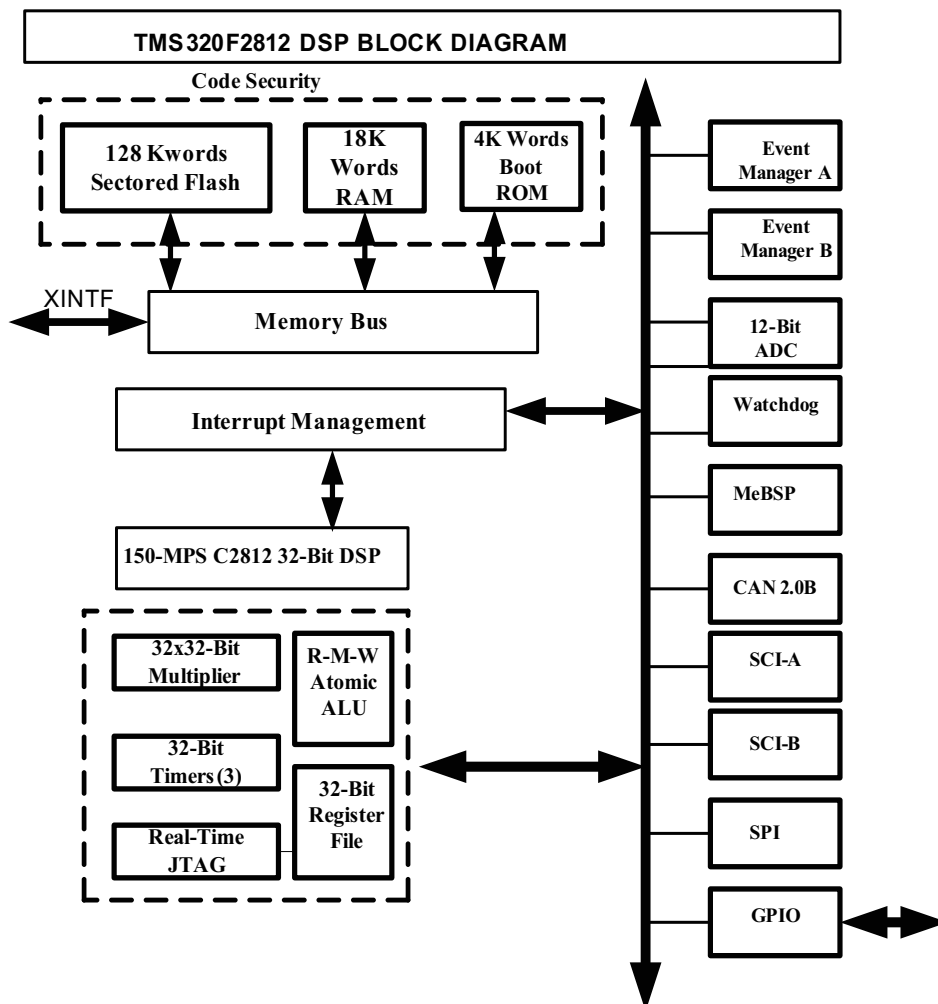 TMS320F2812 DSP BLOCK DIAGRAM
Code Security
128 Kwords
Sectored Flash
18K
Words
RAM
4K Words
Boot
ROM
XINTF
Memory Bus
Interrupt Management
150-MPS C2812 32-Bit DSP
32x32-Bit
Multiplier
R-M-W
Atomic
ALU
32-Bit
Timers (3)
32-Bit
Register
File
Real-Time
JTAG
Event
Manager A
Event
Manager B
12-Bit
ADC
Watchdog
MeBSP
CAN 2.0B
SCI-A
SCI-B
SPI
GPIO